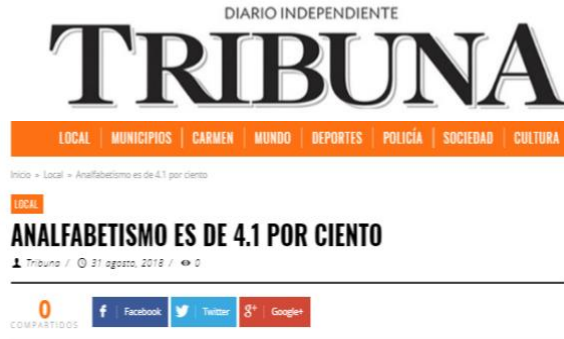 DIARIO INDEPENDIENTE
TRIBUNA
LOCAL | MUNICIPIOS | CARMEN | MUNDO | DEPORTES | POLICÍA | SOCIEDAD | CULTURA
Inicio » Local » Analfabetismo es de 4.1 por ciento
LOCAL
ANALFABETISMO ES DE 4.1 POR CIENTO
Tribuna / 31 agosto, 2018 / 0
0
COMPARTIDOS
f Facebook Twitter g+ Google+